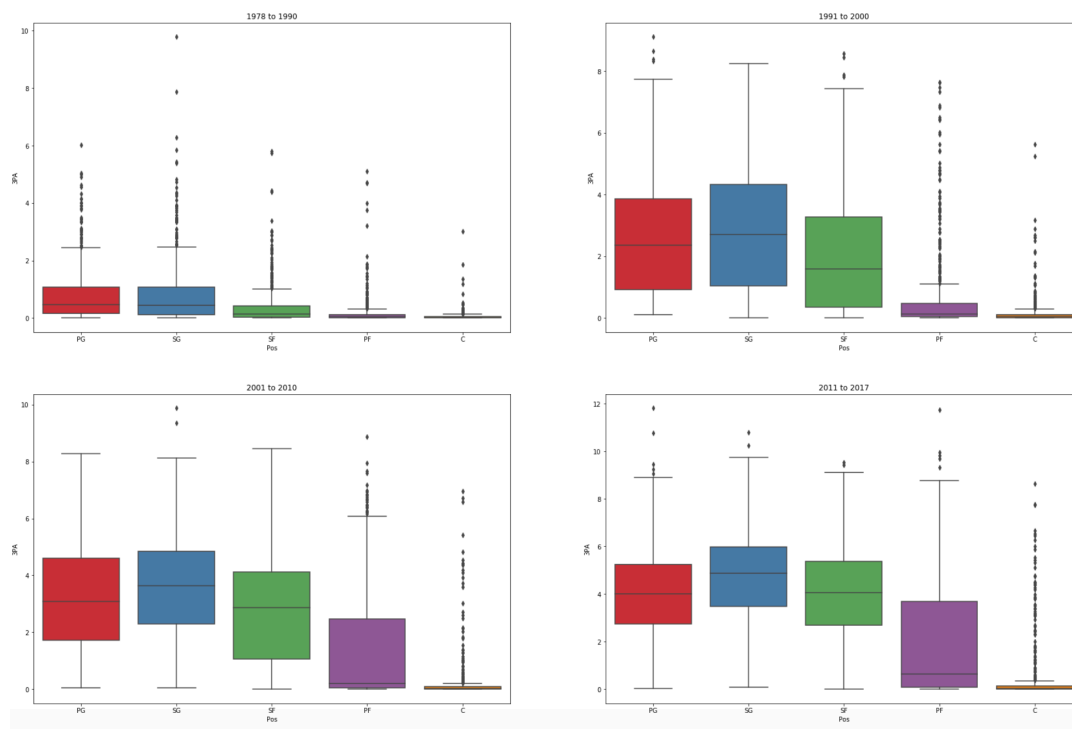 1978 to 1990
10
8
6
4
2
0
3PA
PG SG SF PF C
Pos
1991 to 2000
8
6
4
2
0
3PA
PG SG SF PF C
Pos
2001 to 2010
10
8
6
4
2
0
3PA
PG SG SF PF C
Pos
2011 to 2017
12
10
8
6
4
2
0
3PA
PG SG SF PF C
Pos